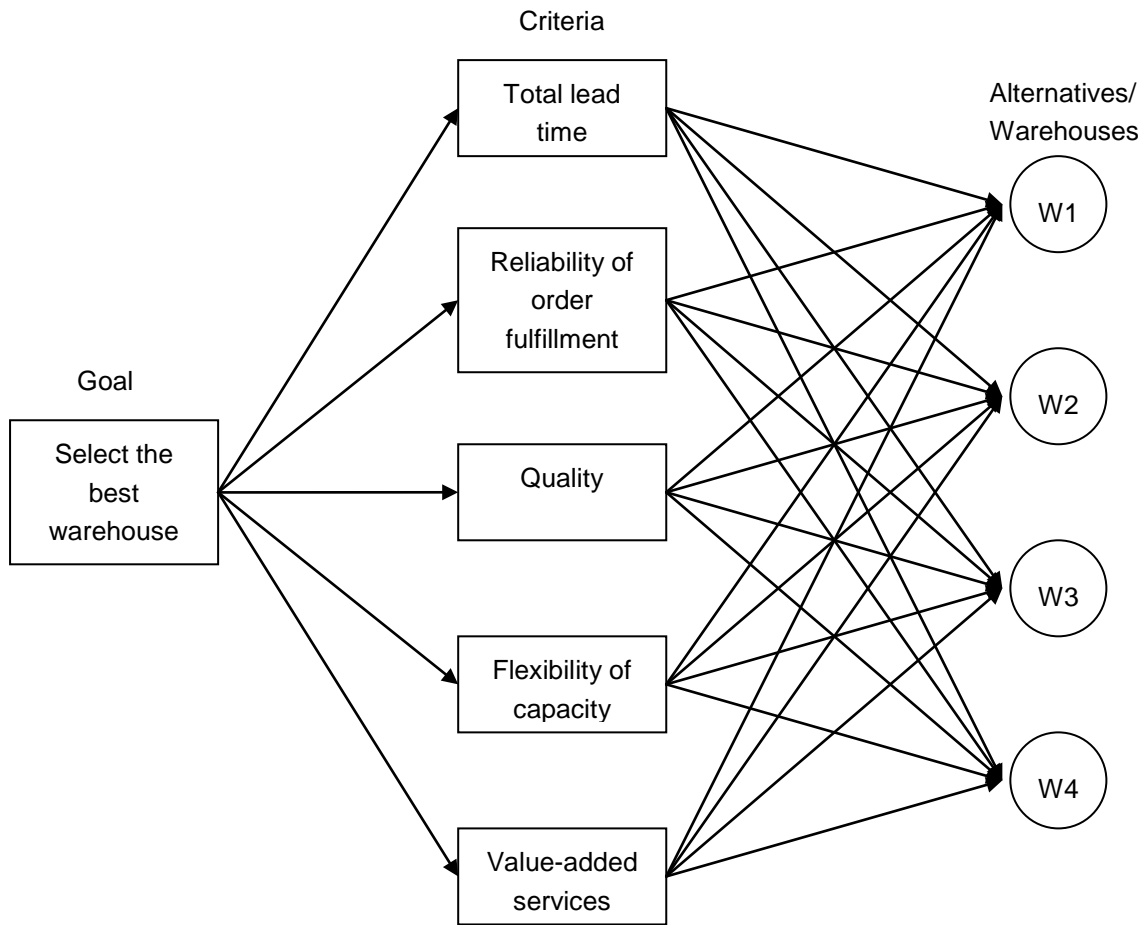 Criteria
Total lead
time
Alternatives/
Warehouses
W1
Reliability of
order
fulfillment
Goal
W2
Select the
best
warehouse
Quality
W3
Flexibility of
capacity
W4
Value-added
services